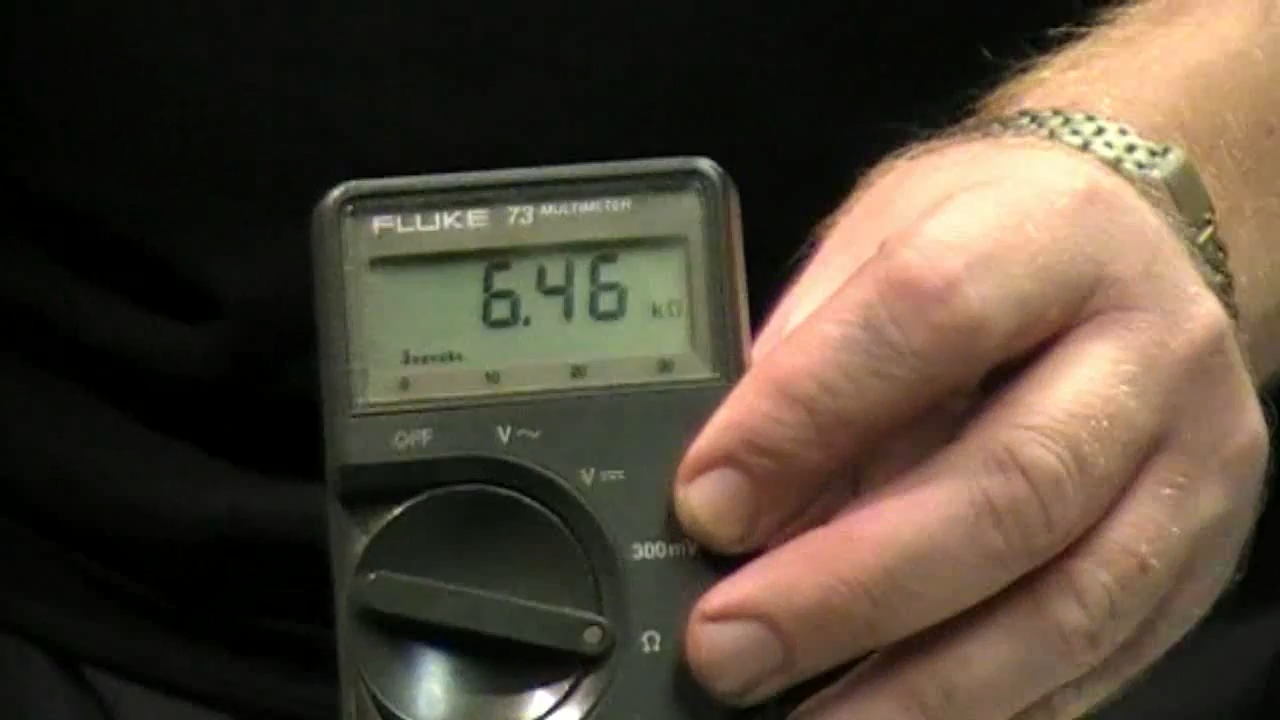 FLUKE 73 MULTIMETER
6.46 kΩ
0 10 20 30
OFF V~
V⎓
300mV
Ω